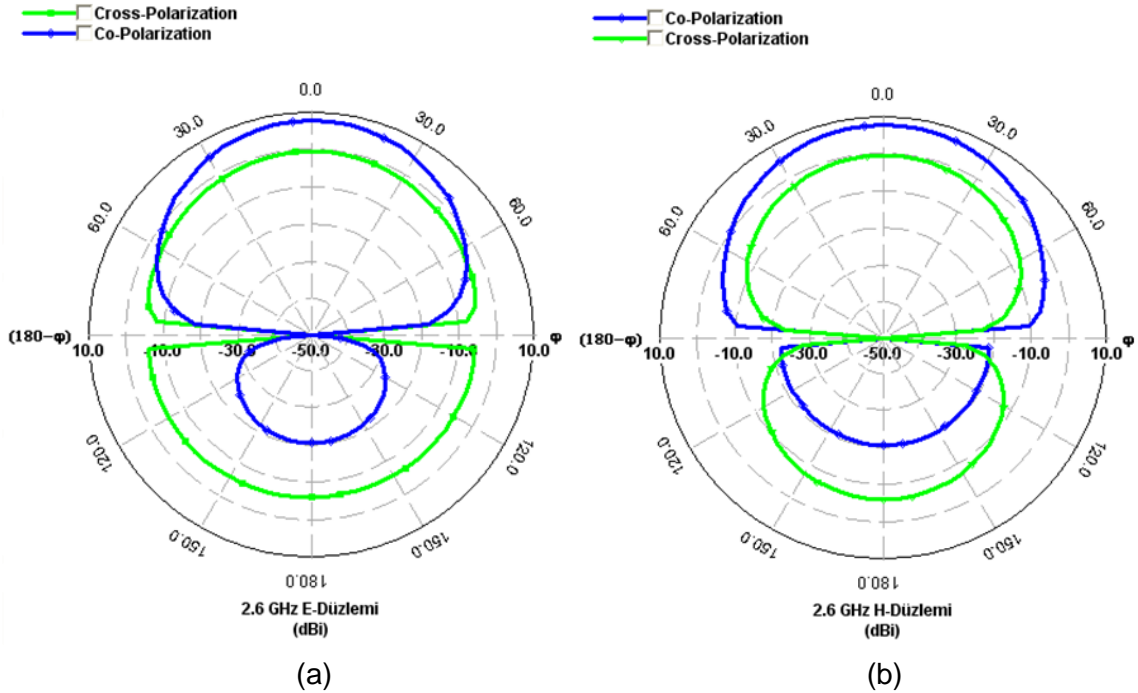 Cross-Polarization
Co-Polarization
0.0
30.0
30.0
60.0
60.0
(180-φ)
φ
10.0 -10.0 -30.0 -50.0 -30.0 -10.0 10.0
120.0
120.0
150.0
150.0
180.0
2.6 GHz E-Düzlemi
(dBi)
(a)
Co-Polarization
Cross-Polarization
0.0
30.0
30.0
60.0
60.0
(180-φ)
φ
10.0 -10.0 -30.0 -50.0 -30.0 -10.0 10.0
120.0
120.0
150.0
150.0
180.0
2.6 GHz H-Düzlemi
(dBi)
(b)